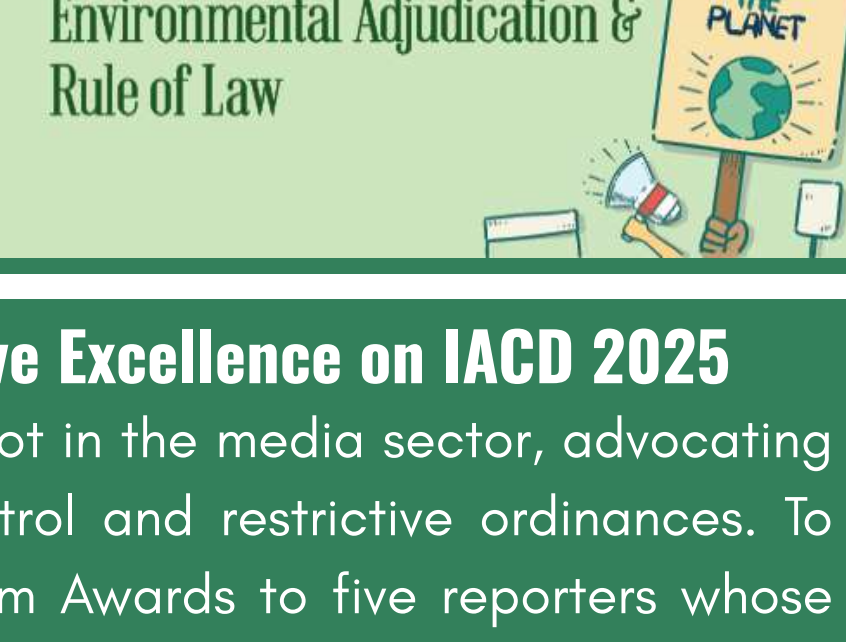 Environmental Adjudication &
Rule of Law
THE
PLANET
ve Excellence on IACD 2025
ot in the media sector, advocating
trol and restrictive ordinances. To
m Awards to five reporters whose